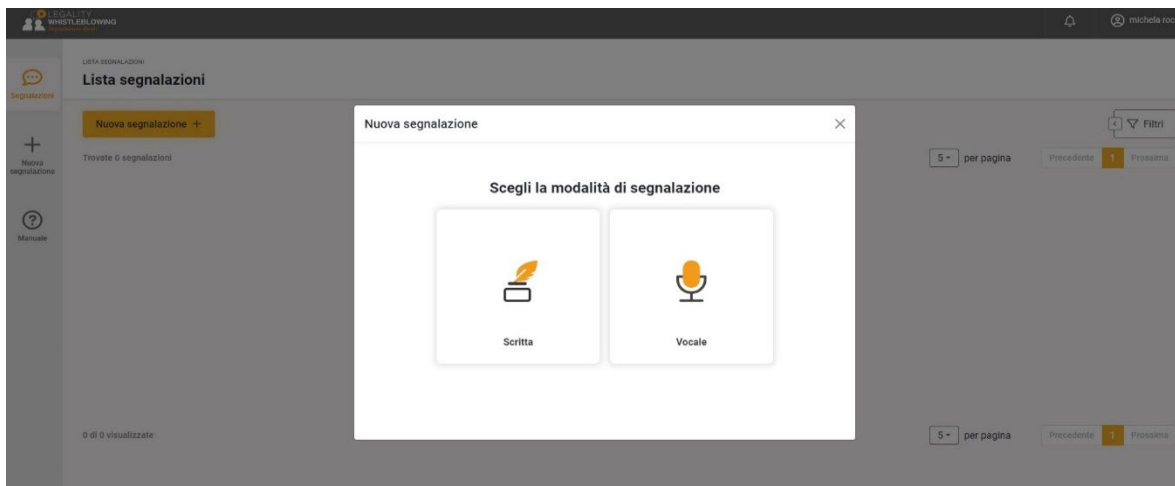 LEGALITY
WHISTLEBLOWING
michela roc
LISTA SEGNALAZIONI
Lista segnalazioni
Segnalazioni
Nuova segnalazione +
Nuova segnalazione
Filtri
Nuova
segnalazione
Trovate 0 segnalazioni
5 per pagina
Precedente 1 Prossima
Scegli la modalità di segnalazione
Manuale
Scritta
Vocale
0 di 0 visualizzate
5 per pagina
Precedente 1 Prossima